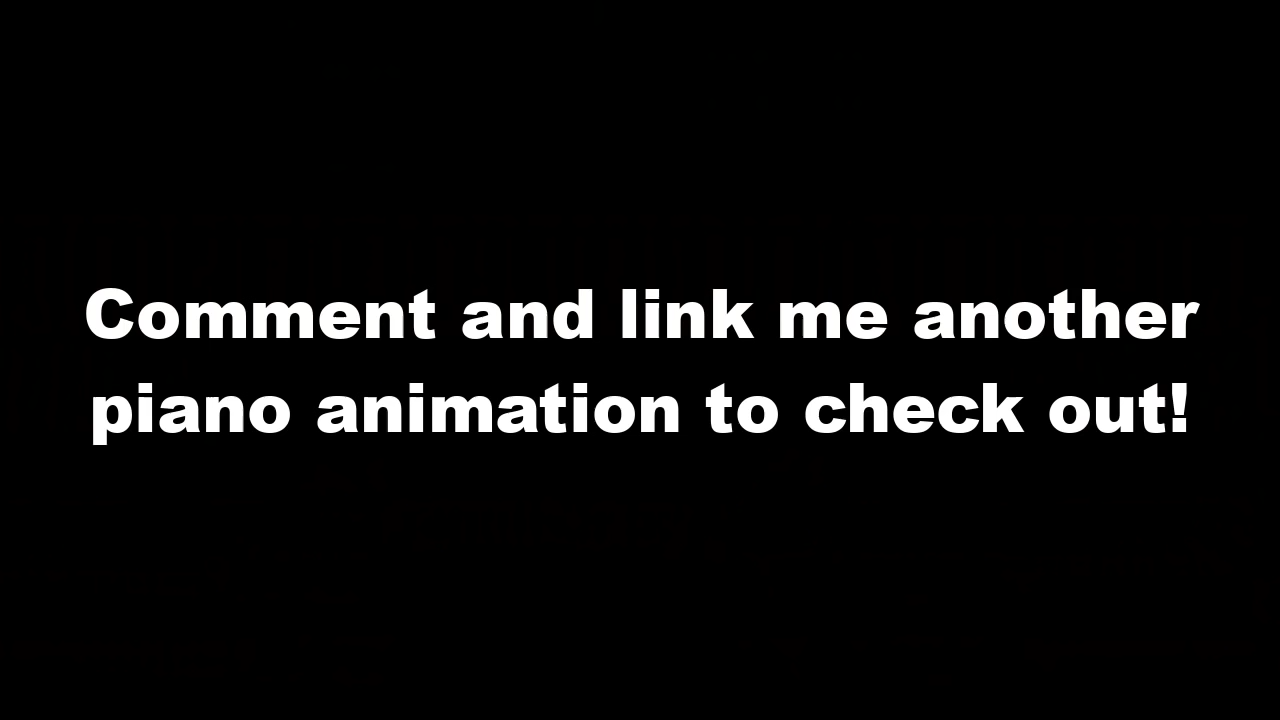 Comment and link me another
piano animation to check out!